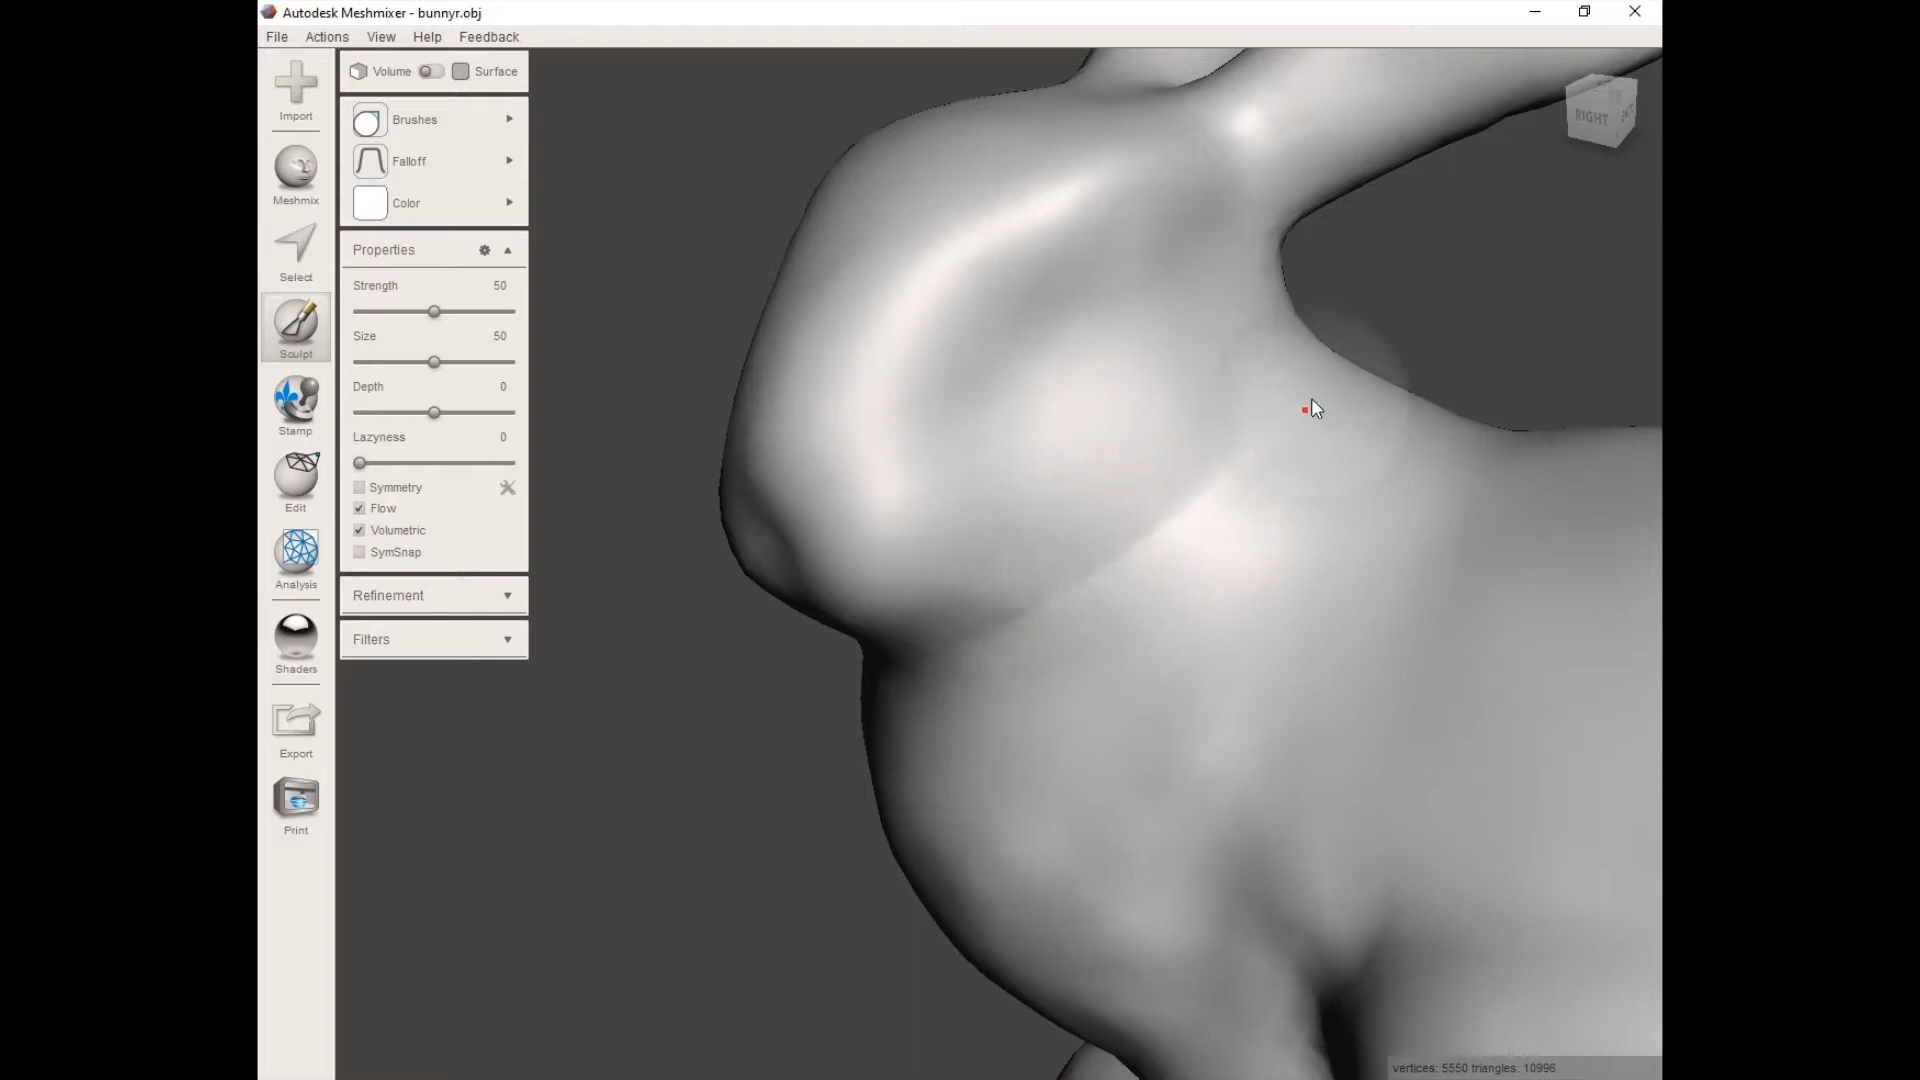 Autodesk Meshmixer - bunnyr.obj
File Actions View Help Feedback
Import
Meshmix
Select
Sculpt
Stamp
Edit
Analysis
Shaders
Export
Print
Volume Surface
Brushes
Falloff
Color
Properties
Strength 50
Size 50
Depth 0
Lazyness 0
Symmetry
Flow
Volumetric
SymSnap
Refinement
Filters
RIGHT
vertices: 5550 triangles: 10996